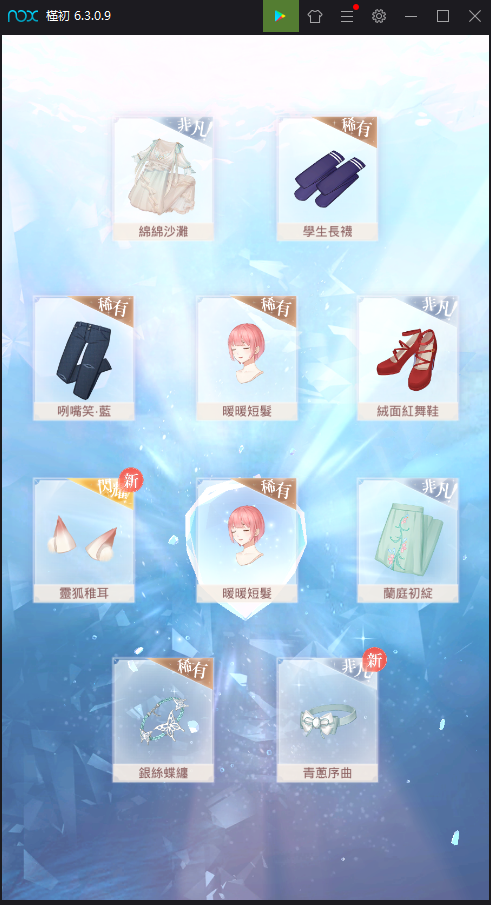 nox 槿初 6.3.0.9
非凡
綿綿沙灘
稀有
學生長襪
稀有
咧嘴笑·藍
稀有
暖暖短髮
非凡
絨面紅舞鞋
閃耀
新
靈狐稚耳
稀有
暖暖短髮
非凡
蘭庭初綻
稀有
銀絲蝶纏
非凡
新
青蔥序曲